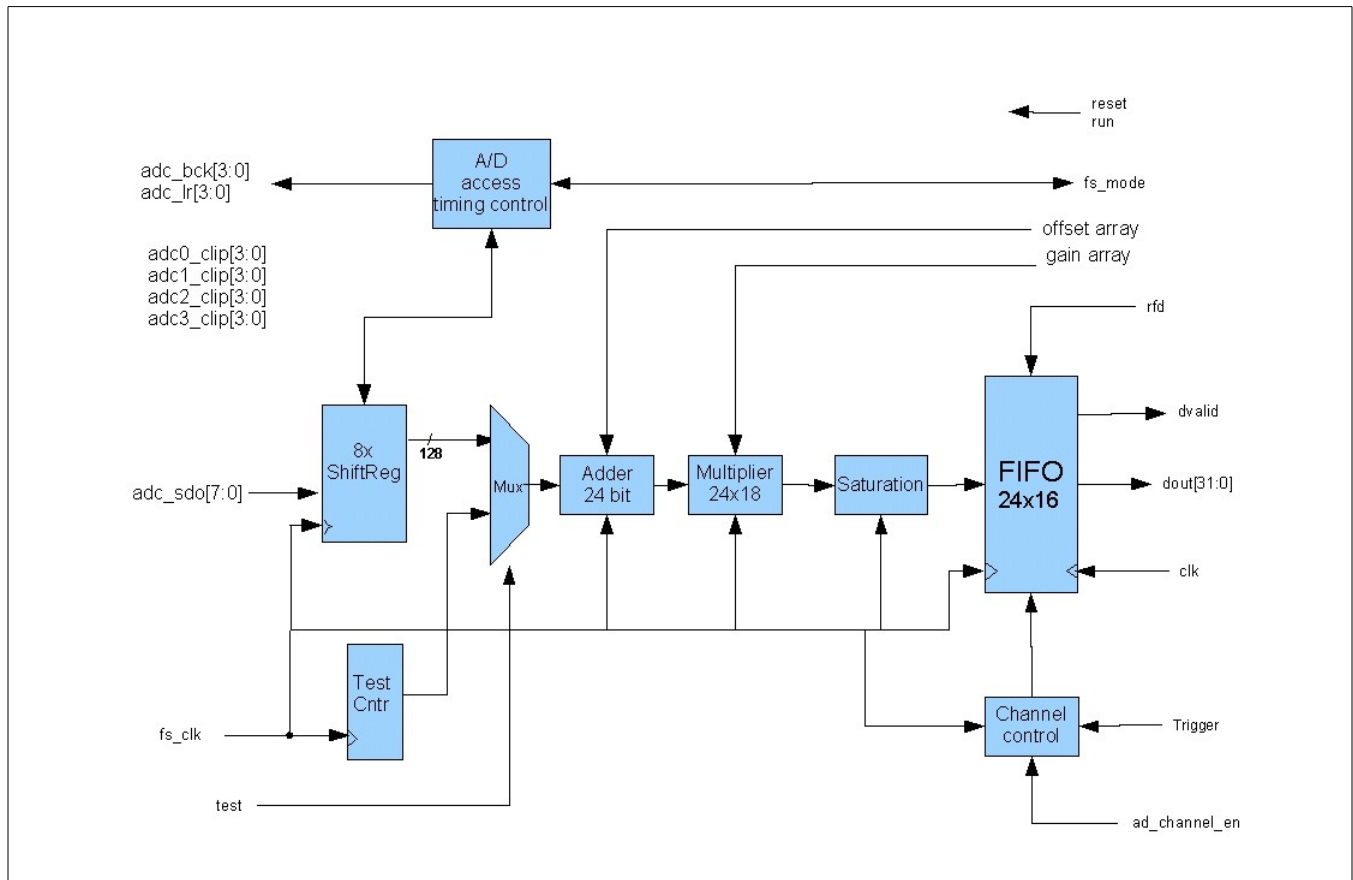 reset
run
A/D
access
timing control
adc_bck[3:0]
adc_lr[3:0]
fs_mode
offset array
gain array
adc0_clip[3:0]
adc1_clip[3:0]
adc2_clip[3:0]
adc3_clip[3:0]
rfd
8x
ShiftReg
128
Mux
Adder
24 bit
Multiplier
24x18
Saturation
FIFO
24x16
dvalid
dout[31:0]
adc_sdo[7:0]
clk
Test
Cntr
fs_clk
Channel
control
Trigger
test
ad_channel_en